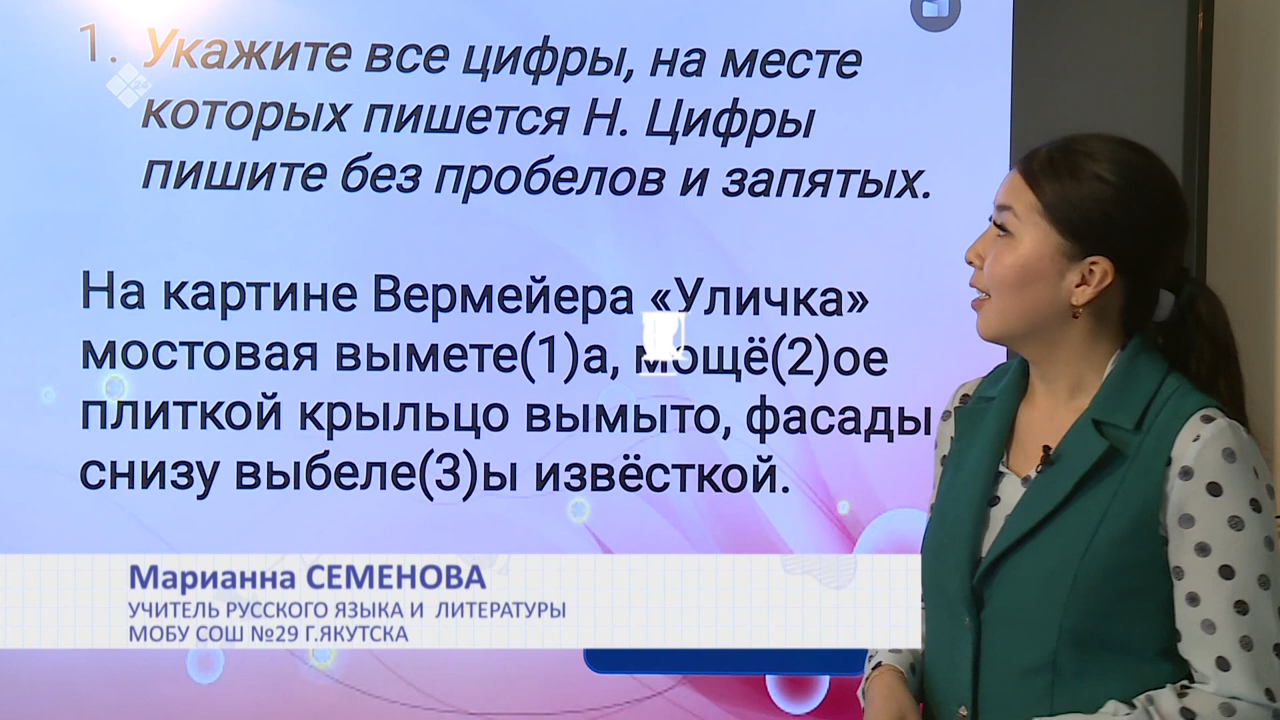 1. Укажите все цифры, на месте
которых пишется Н. Цифры
пишите без пробелов и запятых.
На картине Вермейера «Уличка»
мостовая вымете(1)а, мощё(2)ое
плиткой крыльцо вымыто, фасады
снизу выбеле(3)ы извёсткой.
Марианна СЕМЕНОВА
УЧИТЕЛЬ РУССКОГО ЯЗЫКА И ЛИТЕРАТУРЫ
МОБУ СОШ №29 Г.ЯКУТСКА